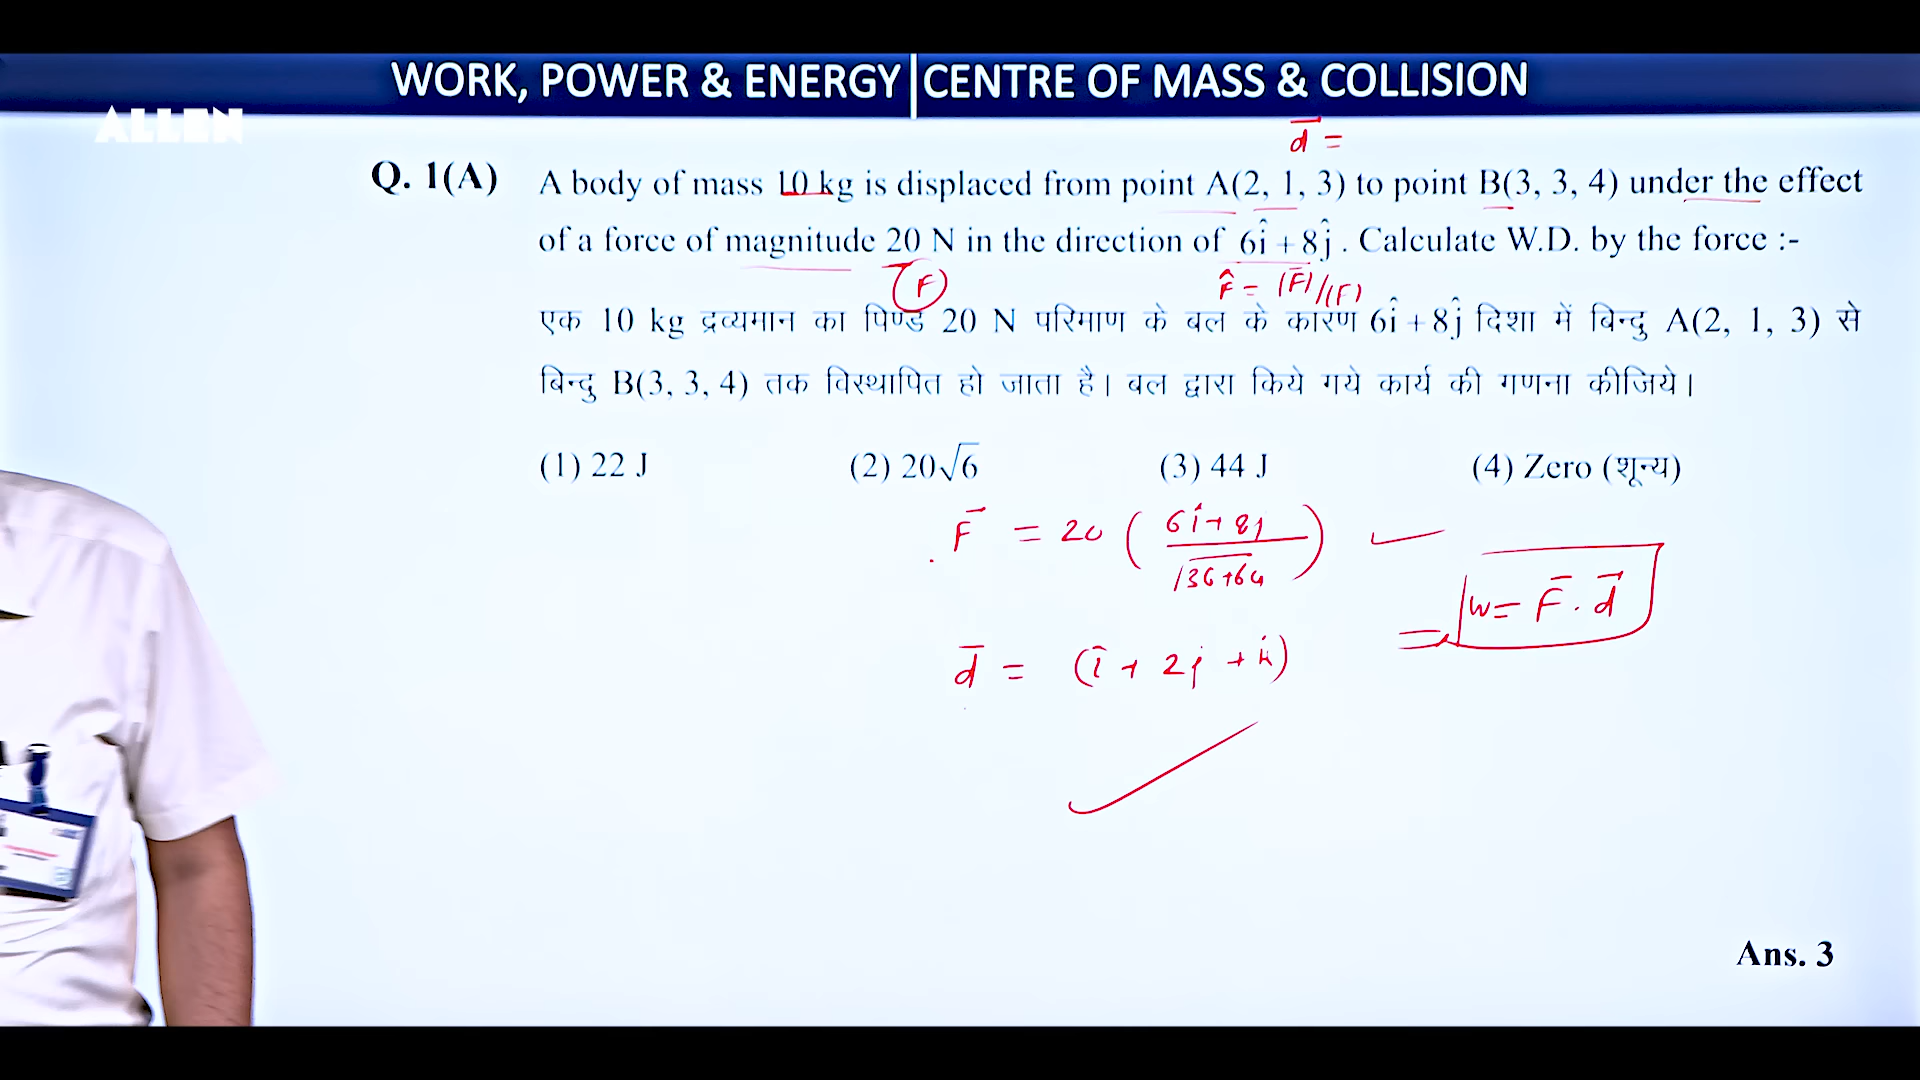 WORK, POWER & ENERGY | CENTRE OF MASS & COLLISION
ALLEN
d =
Q. 1(A) A body of mass 10 kg is displaced from point A(2, 1, 3) to point B(3, 3, 4) under the effect
of a force of magnitude 20 N in the direction of 6î + 8ĵ . Calculate W.D. by the force :-
F
F̂ = (F̄)/(F)
एक 10 kg द्रव्यमान का पिण्ड 20 N परिमाण के बल के कारण 6î + 8ĵ दिशा में बिन्दु A(2, 1, 3) से
बिन्दु B(3, 3, 4) तक विस्थापित हो जाता है। बल द्वारा किये गये कार्य की गणना कीजिये।
(1) 22 J (2) 20√6 (3) 44 J (4) Zero (शून्य)
F⃗ = 20 ( 6î + 8j / √36+64 )
W = F̄ . d⃗
d̄ = (î + 2j + k)
Ans. 3